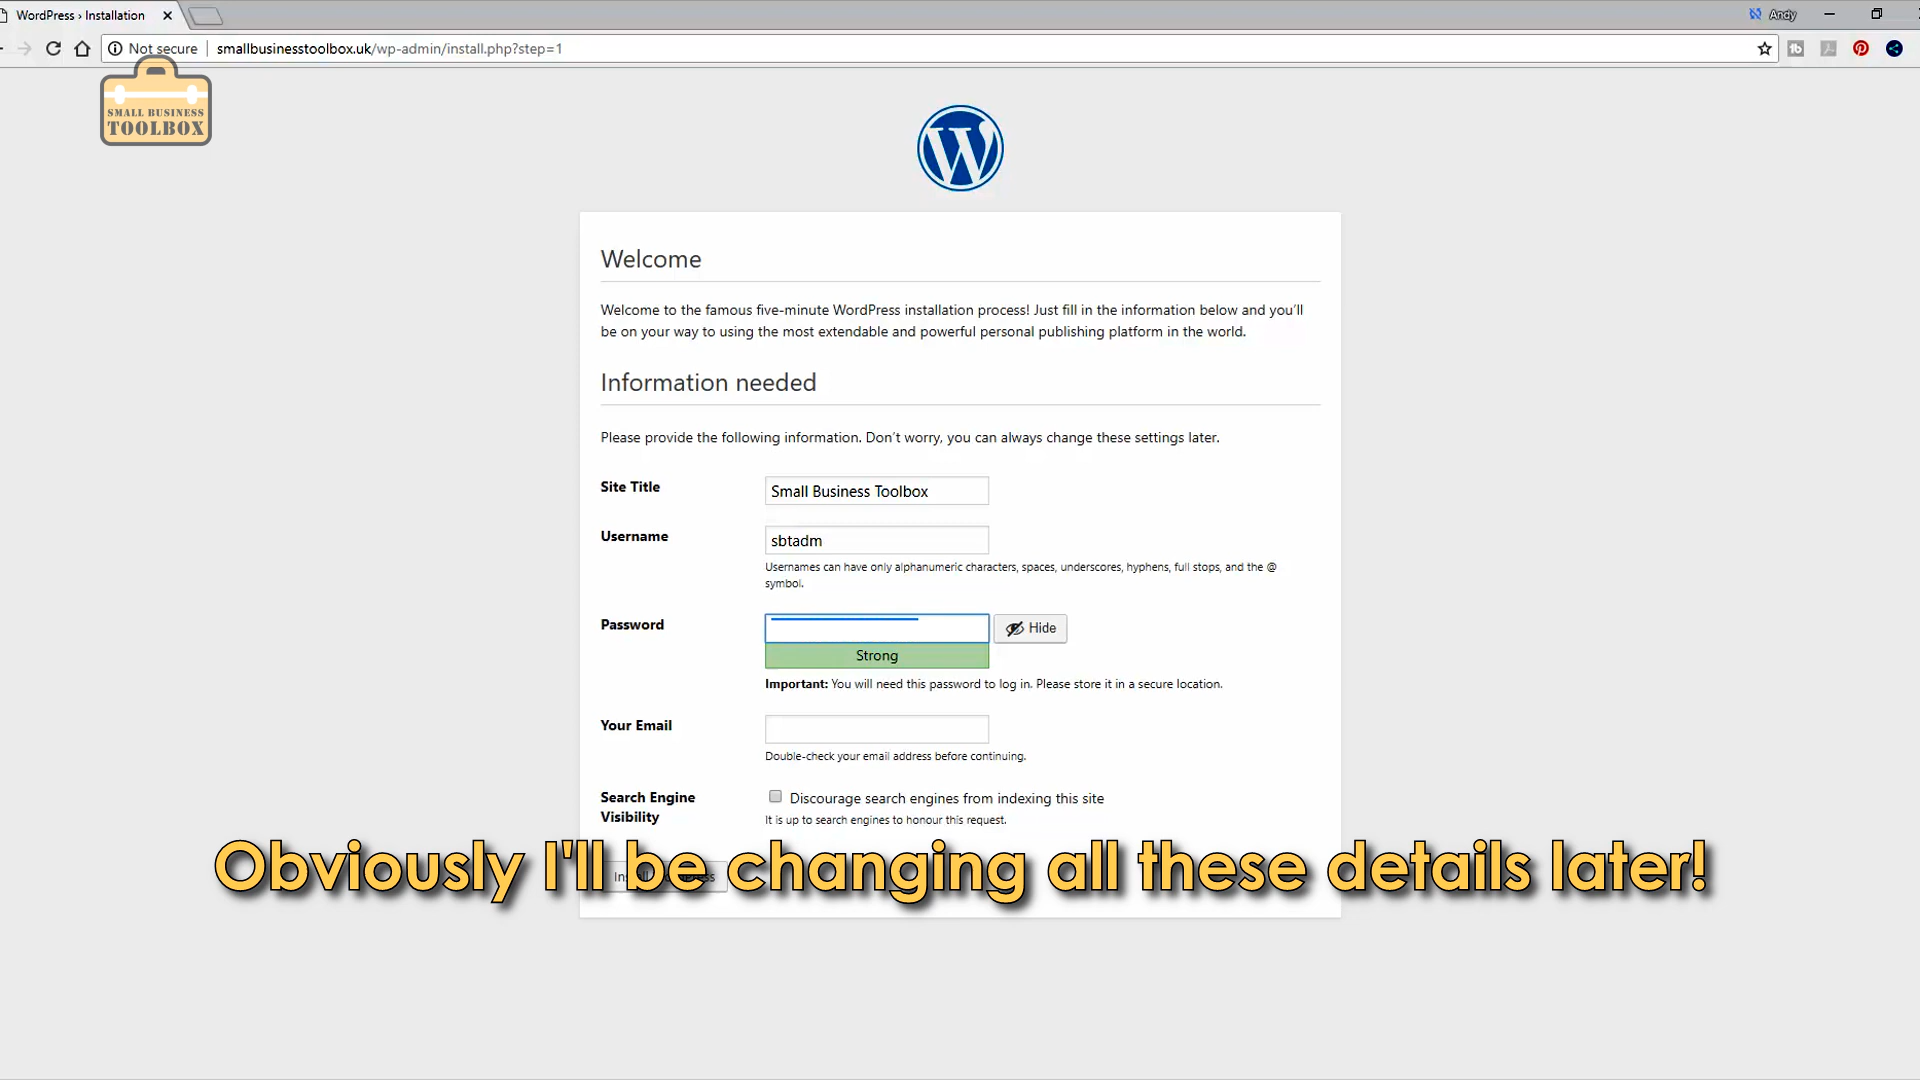 WordPress › Installation
Andy
Not secure
smallbusinesstoolbox.uk/wp-admin/install.php?step=1
SMALL BUSINESS
TOOLBOX
Welcome
Welcome to the famous five-minute WordPress installation process! Just fill in the information below and you’ll
be on your way to using the most extendable and powerful personal publishing platform in the world.
Information needed
Please provide the following information. Don’t worry, you can always change these settings later.
Site Title
Small Business Toolbox
Username
sbtadm
Usernames can have only alphanumeric characters, spaces, underscores, hyphens, full stops, and the @
symbol.
Password
Hide
Strong
Important: You will need this password to log in. Please store it in a secure location.
Your Email
Double-check your email address before continuing.
Search Engine
Visibility
Discourage search engines from indexing this site
It is up to search engines to honour this request.
Obviously I'll be changing all these details later!